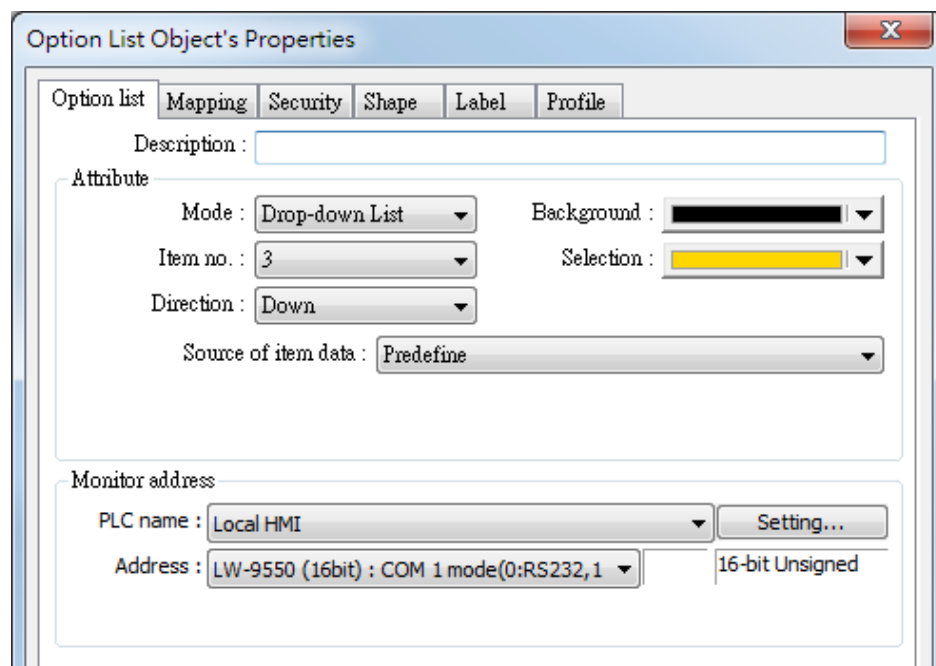 Option List Object's Properties
Option list Mapping Security Shape Label Profile
Description :
Attribute
Mode : Drop-down List Background :
Item no. : 3 Selection :
Direction : Down
Source of item data : Predefine
Monitor address
PLC name : Local HMI Setting...
Address : LW-9550 (16bit) : COM 1 mode(0:RS232,1 16-bit Unsigned